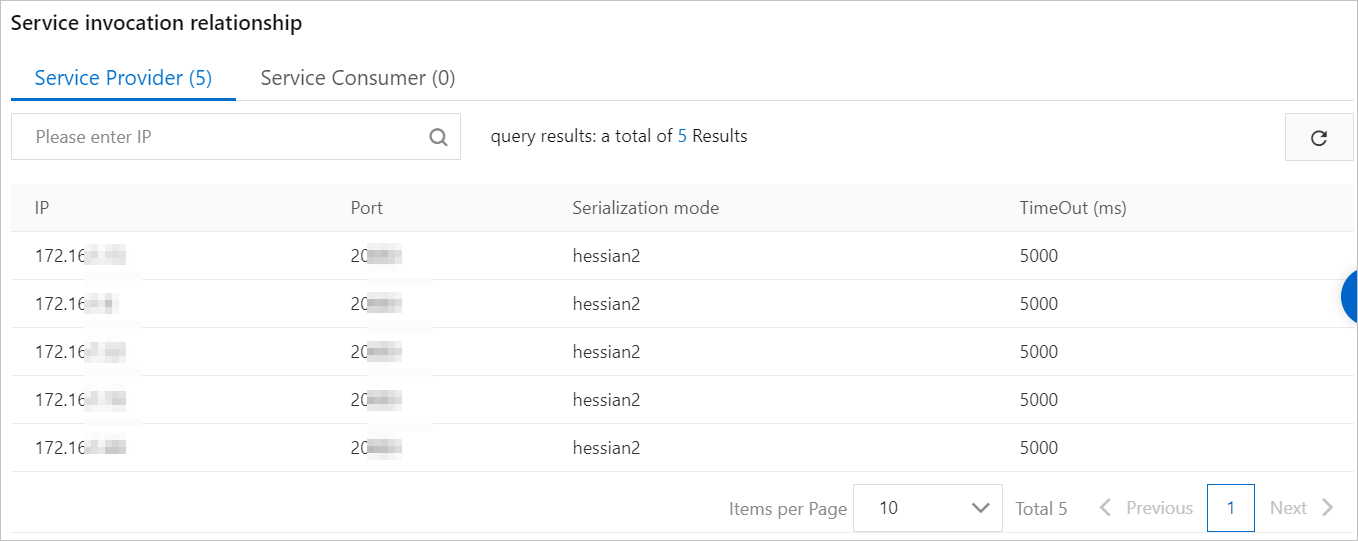 Service invocation relationship
Service Provider (5) Service Consumer (0)
Please enter IP query results: a total of 5 Results
IP Port Serialization mode TimeOut (ms)
172.16 20 hessian2 5000
172.16 20 hessian2 5000
172.16 20 hessian2 5000
172.16 20 hessian2 5000
172.16 20 hessian2 5000
Items per Page 10 Total 5 Previous 1 Next